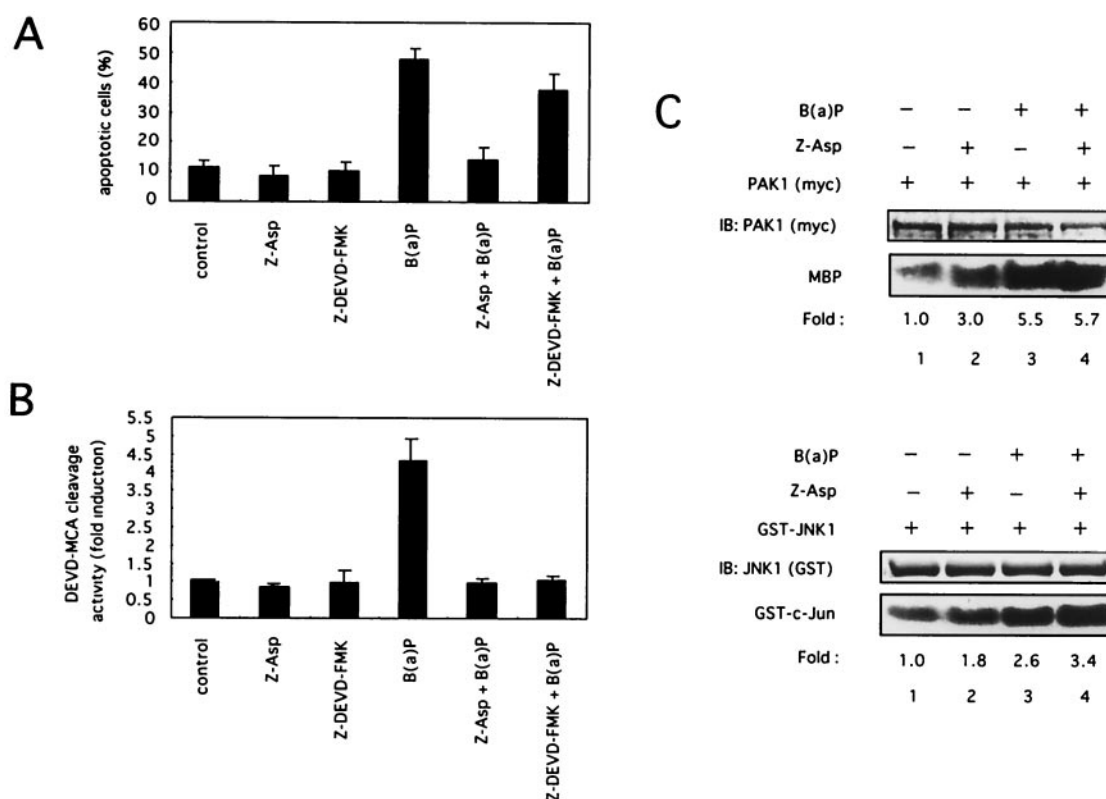 A
apoptotic cells (%)
60
50
40
30
20
10
0
control
Z-Asp
Z-DEVD-FMK
B(a)P
Z-Asp + B(a)P
Z-DEVD-FMK + B(a)P
B
DEVD-MCA cleavage
activity (fold induction)
5.5
5
4.5
4
3.5
3
2.5
2
1.5
1
0.5
0
control
Z-Asp
Z-DEVD-FMK
B(a)P
Z-Asp + B(a)P
Z-DEVD-FMK + B(a)P
C
B(a)P − − + +
Z-Asp − + − +
PAK1 (myc) + + + +
IB: PAK1 (myc)
MBP
Fold : 1.0 3.0 5.5 5.7
1 2 3 4
B(a)P − − + +
Z-Asp − + − +
GST-JNK1 + + + +
IB: JNK1 (GST)
GST-c-Jun
Fold : 1.0 1.8 2.6 3.4
1 2 3 4